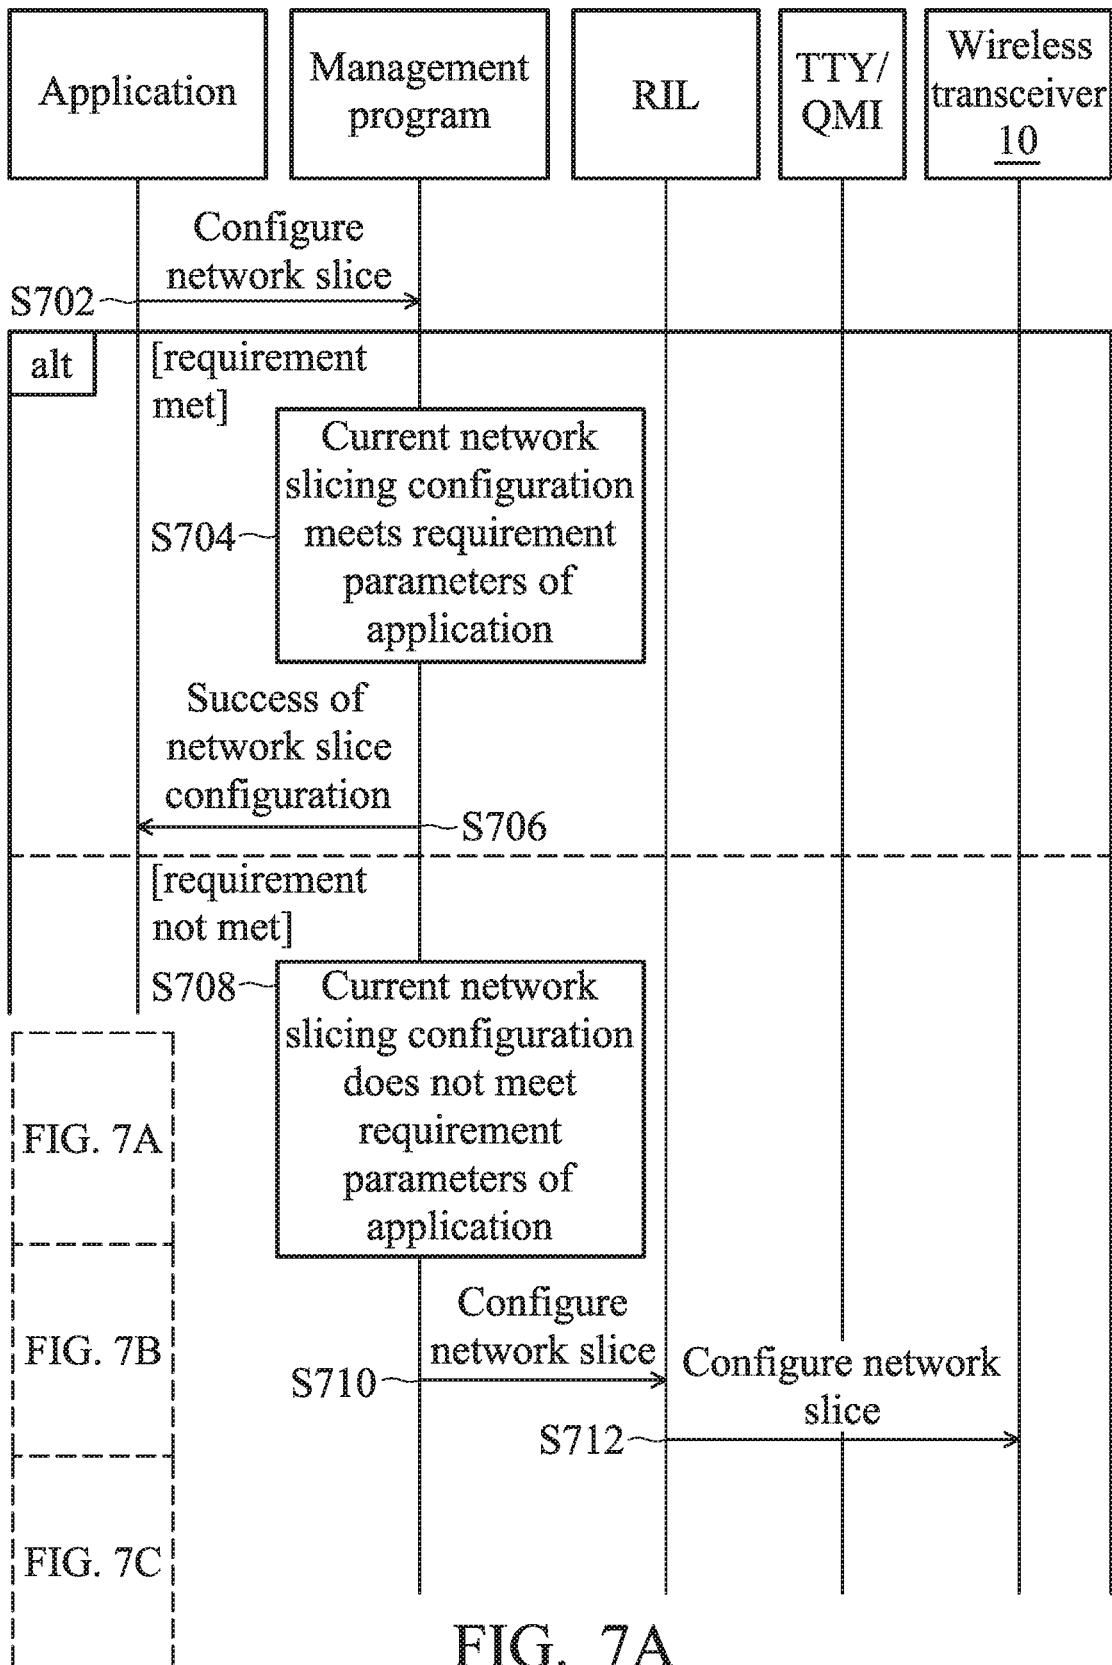 Application
Management
program
RIL
TTY/
QMI
Wireless
transceiver
10
Configure
network slice
S702
alt
[requirement
met]
Current network
slicing configuration
meets requirement
parameters of
application
S704
Success of
network slice
configuration
S706
[requirement
not met]
S708
Current network
slicing configuration
does not meet
requirement
parameters of
application
FIG. 7A
FIG. 7B
FIG. 7C
Configure
network slice
S710
Configure network
slice
S712
FIG. 7A